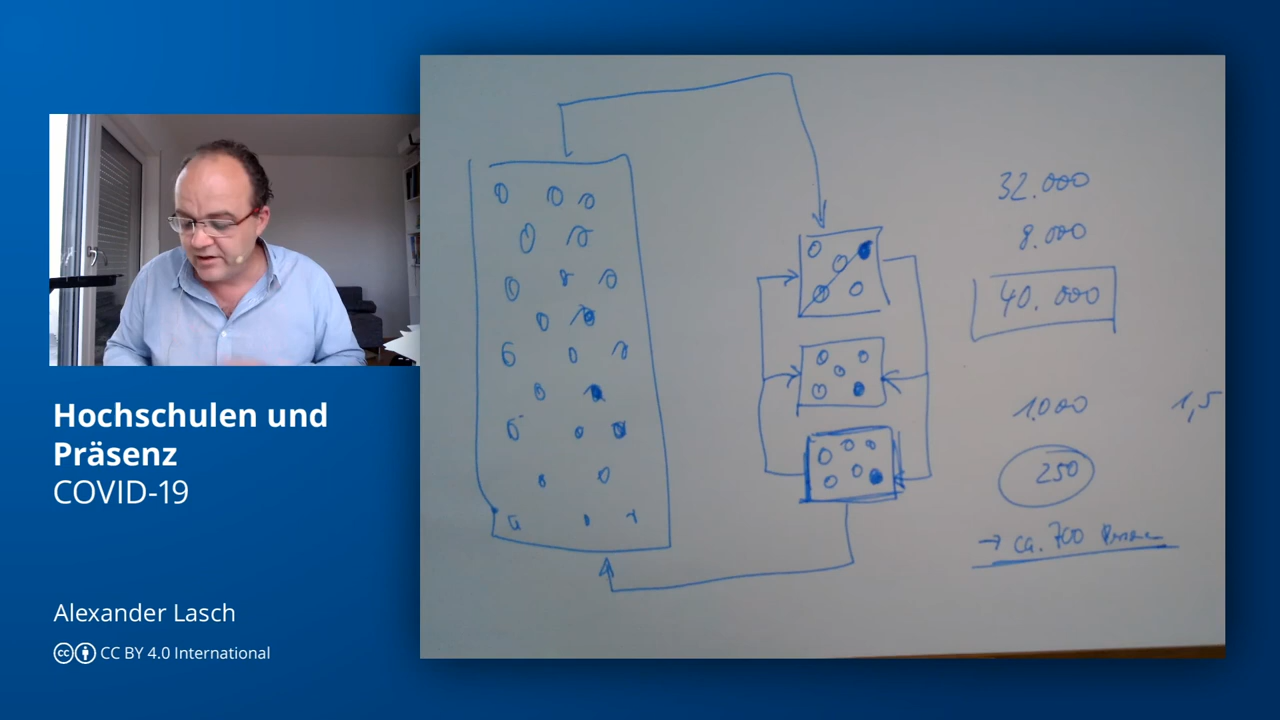 Hochschulen und
Präsenz
COVID-19
Alexander Lasch
CC BY 4.0 International
32.000
8.000
40.000
1.000
1,5
250
→ ca. 700